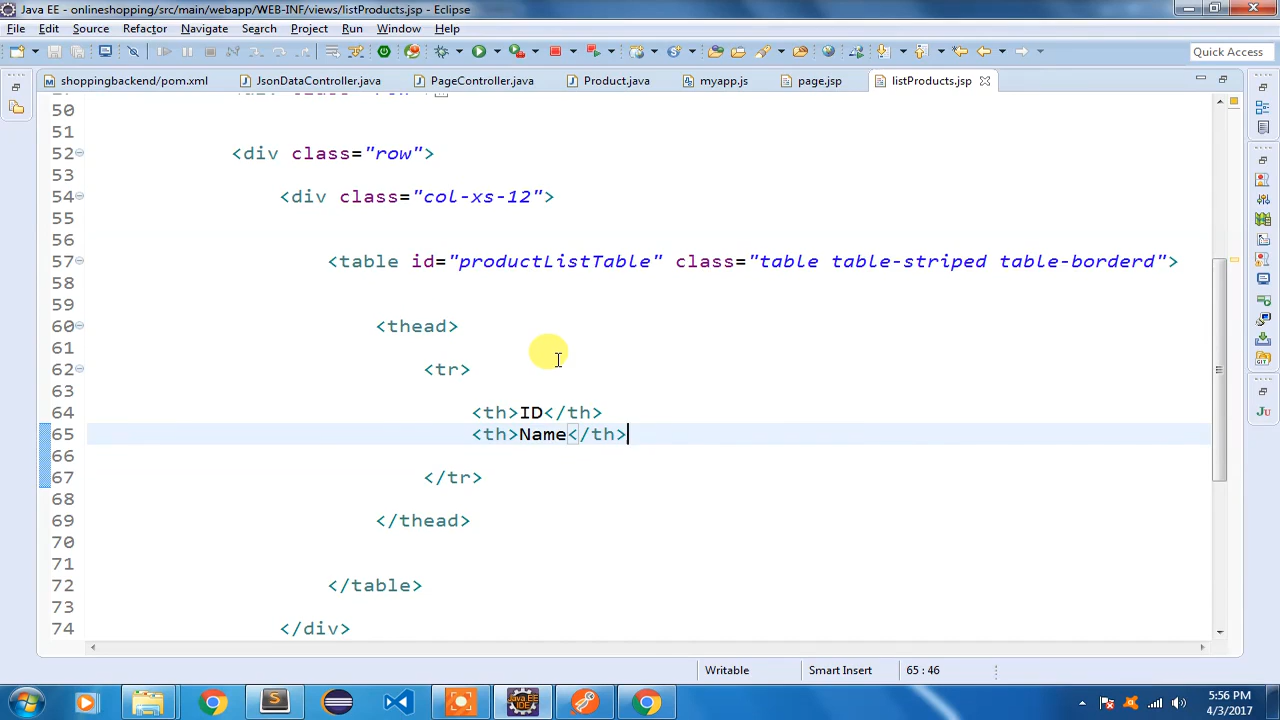 Java EE - onlineshopping/src/main/webapp/WEB-INF/views/listProducts.jsp - Eclipse
File Edit Source Refactor Navigate Search Project Run Window Help
Quick Access
shoppingbackend/pom.xml JsonDataController.java PageController.java Product.java myapp.js page.jsp listProducts.jsp
50
51
52 <div class="row">
53
54 <div class="col-xs-12">
55
56
57 <table id="productListTable" class="table table-striped table-borderd">
58
59
60 <thead>
61
62 <tr>
63
64 <th>ID</th>
65 <th>Name</th>
66
67 </tr>
68
69 </thead>
70
71
72 </table>
73
74 </div>
Writable Smart Insert 65 : 46
5:56 PM
4/3/2017